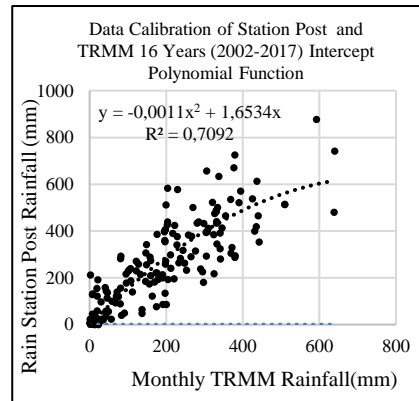 Data Calibration of Station Post and
TRMM 16 Years (2002-2017) Intercept
Polynomial Function
y = -0,0011x² + 1,6534x
R² = 0,7092
Rain Station Post Rainfall (mm)
1000
800
600
400
200
0
0 200 400 600 800
Monthly TRMM Rainfall(mm)